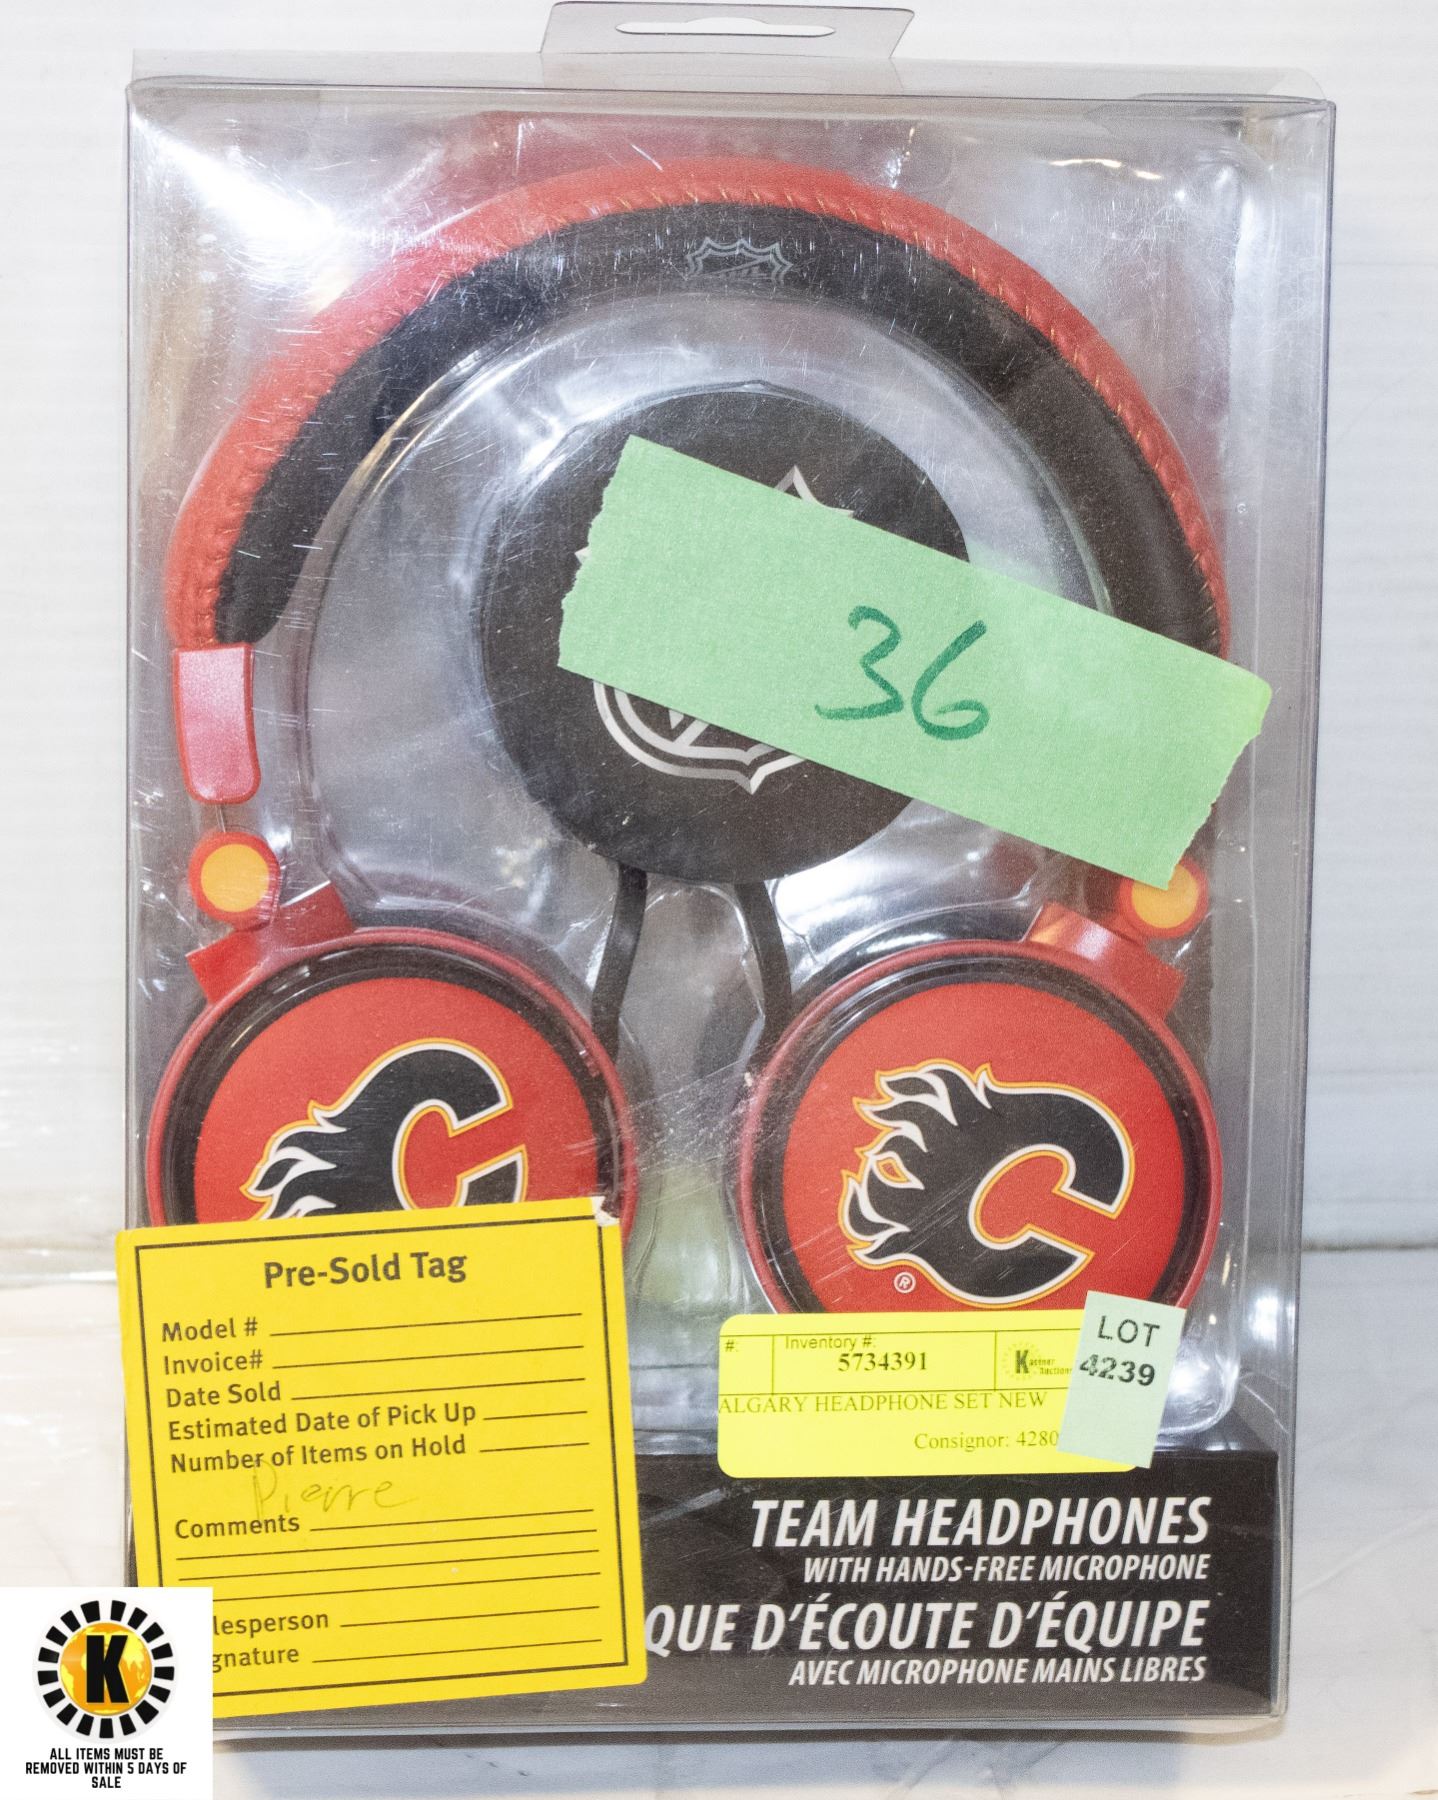 36
®
Pre-Sold Tag
Model #
Invoice#
Date Sold
Estimated Date of Pick Up
Number of Items on Hold
Pierre
Comments
lesperson
gnature
#:
Inventory #:
5734391
Kastner Auctions
ALGARY HEADPHONE SET NEW
Consignor: 4280
LOT
4239
TEAM HEADPHONES
WITH HANDS-FREE MICROPHONE
QUE D'ÉCOUTE D'ÉQUIPE
AVEC MICROPHONE MAINS LIBRES
K
ALL ITEMS MUST BE
REMOVED WITHIN 5 DAYS OF
SALE